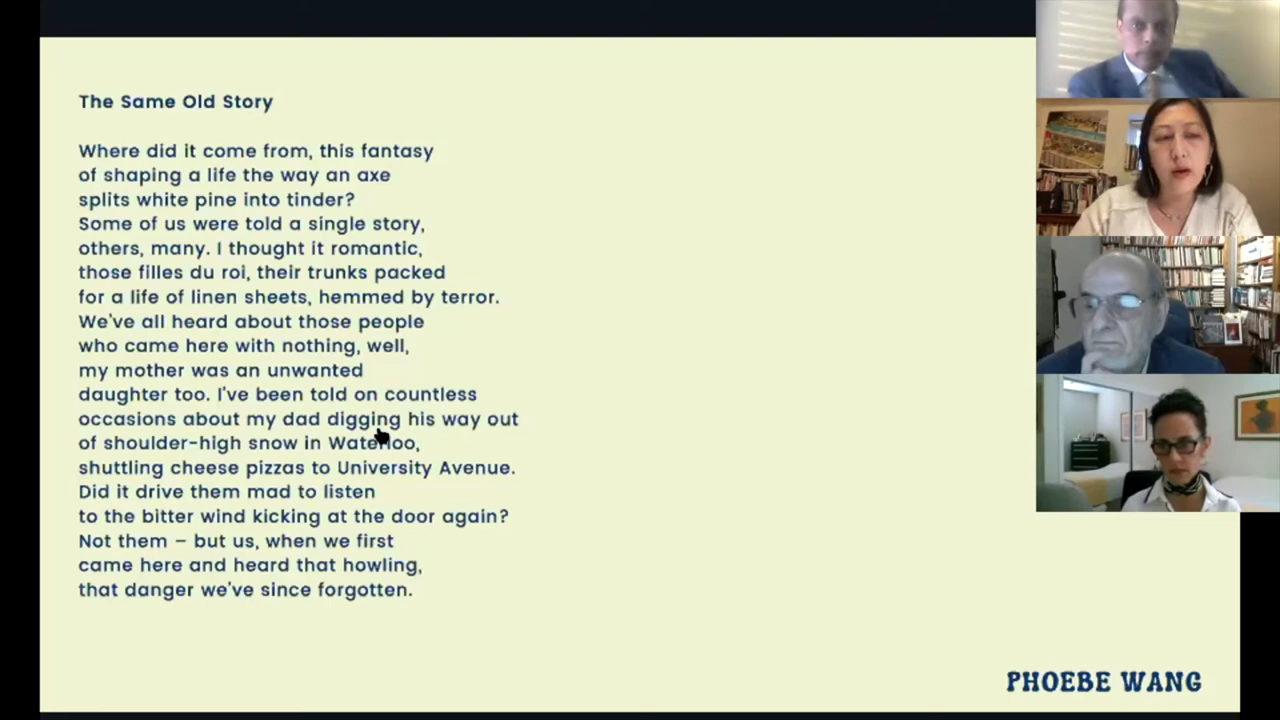 The Same Old Story
Where did it come from, this fantasy
of shaping a life the way an axe
splits white pine into tinder?
Some of us were told a single story,
others, many. I thought it romantic,
those filles du roi, their trunks packed
for a life of linen sheets, hemmed by terror.
We've all heard about those people
who came here with nothing, well,
my mother was an unwanted
daughter too. I've been told on countless
occasions about my dad digging his way out
of shoulder-high snow in Waterloo,
shuttling cheese pizzas to University Avenue.
Did it drive them mad to listen
to the bitter wind kicking at the door again?
Not them – but us, when we first
came here and heard that howling,
that danger we've since forgotten.
PHOEBE WANG